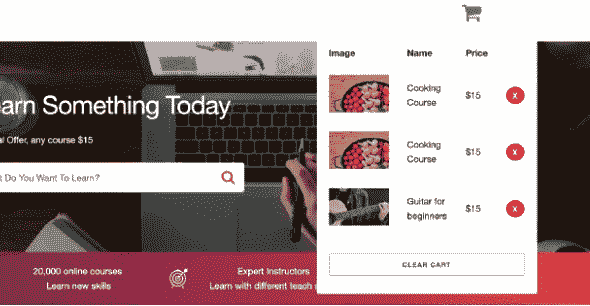 Image Name Price
Cooking
Course
$15
X
arn Something Today
al Offer, any course $15
Cooking
Course
$15
X
t Do You Want To Learn?
Guitar for
beginners
$15
X
CLEAR CART
20,000 online courses
Learn new skills
Expert Instructors
Learn with different teach